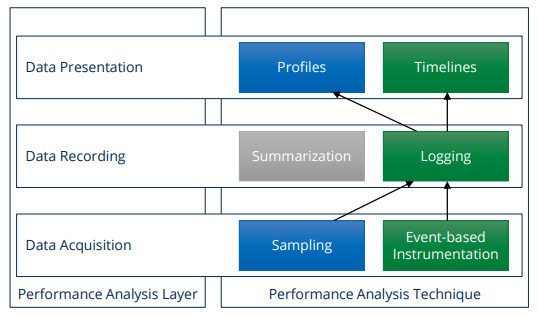 Data Presentation
Profiles
Timelines
Data Recording
Summarization
Logging
Data Acquisition
Sampling
Event-based
Instrumentation
Performance Analysis Layer
Performance Analysis Technique